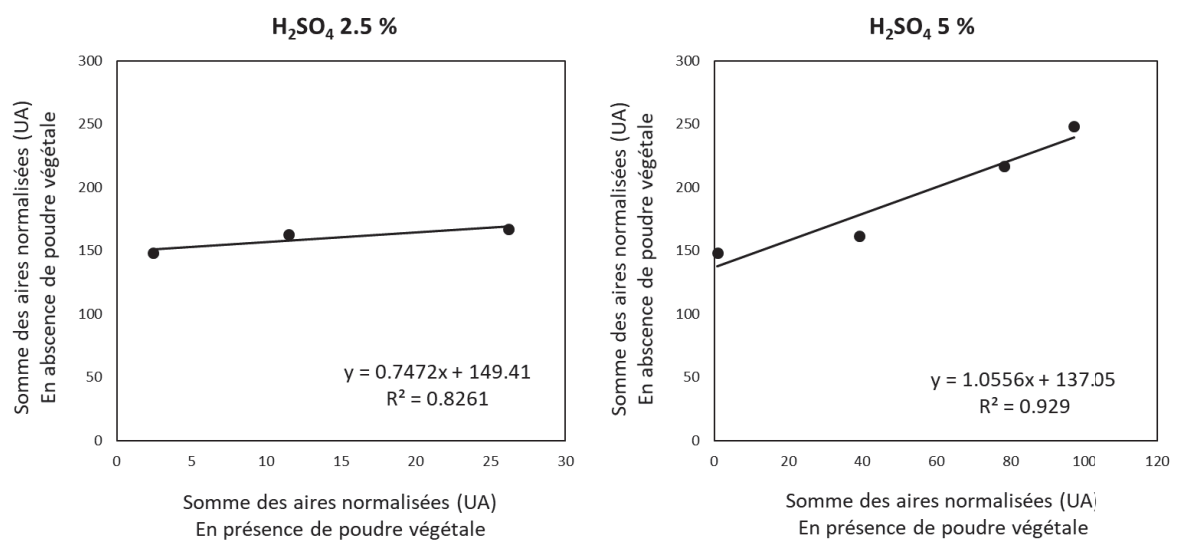 H₂SO₄ 2.5 %
Somme des aires normalisées (UA)
En abscence de poudre végétale
300
250
200
150
100
50
0
y = 0.7472x + 149.41
R² = 0.8261
0 5 10 15 20 25 30
Somme des aires normalisées (UA)
En présence de poudre végétale
H₂SO₄ 5 %
Somme des aires normalisées (UA)
En abscence de poudre végétale
300
250
200
150
100
50
0
y = 1.0556x + 137.05
R² = 0.929
0 20 40 60 80 100 120
Somme des aires normalisées (UA)
En présence de poudre végétale